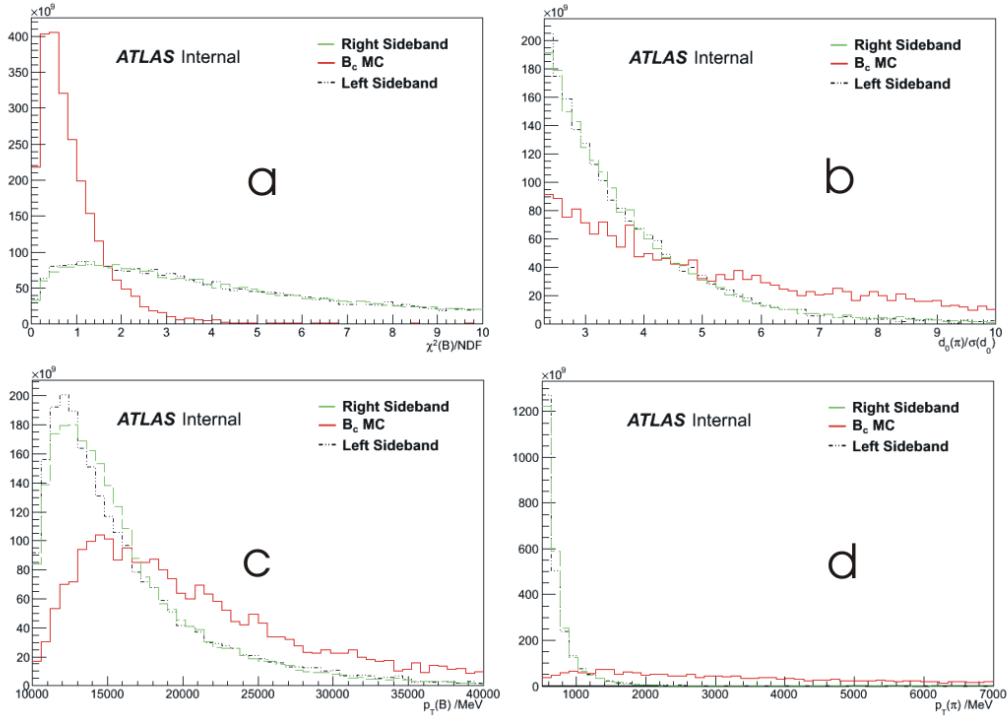 ×10⁹
400
350
300
250
200
150
100
50
0
ATLAS Internal
Right Sideband
B_c MC
Left Sideband
a
0 1 2 3 4 5 6 7 8 9 10
χ²(B)/NDF
×10⁹
200
180
160
140
120
100
80
60
40
20
0
ATLAS Internal
Right Sideband
B_c MC
Left Sideband
b
3 4 5 6 7 8 9 10
d₀(π)/σ(d₀)
×10⁹
200
180
160
140
120
100
80
60
40
20
0
ATLAS Internal
Right Sideband
B_c MC
Left Sideband
c
10000 15000 20000 25000 30000 35000 40000
p_T(B) /MeV
×10⁹
1200
1000
800
600
400
200
0
ATLAS Internal
Right Sideband
B_c MC
Left Sideband
d
1000 2000 3000 4000 5000 6000 7000
p_T(π) /MeV